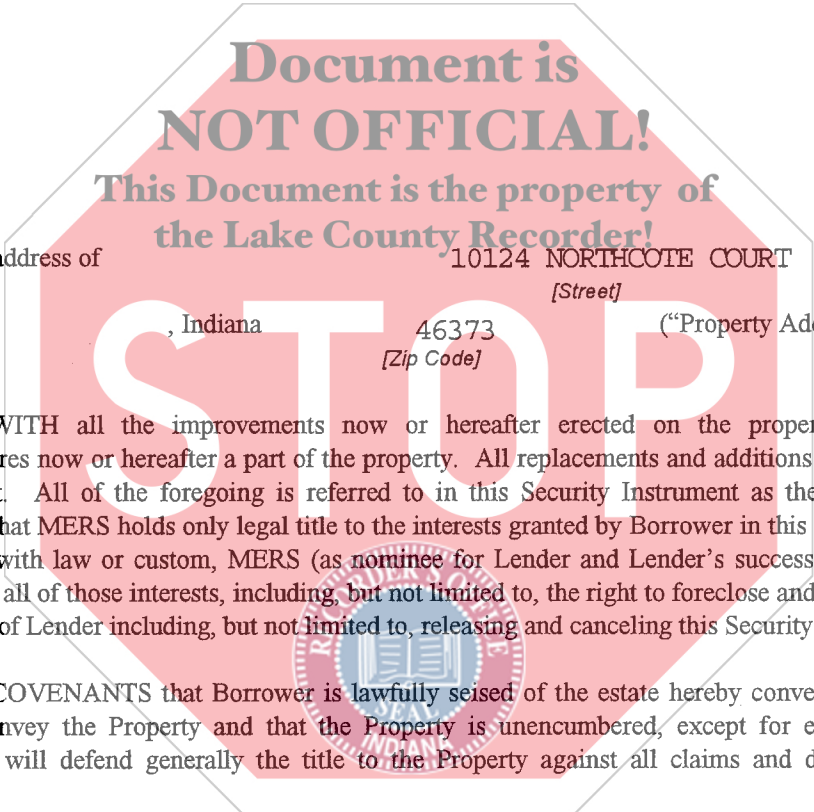 Document is
NOT OFFICIAL!
This Document is the property of
the Lake County Recorder!
address of 10124 NORTHCOTE COURT
[Street]
, Indiana 46373 ("Property Add
[Zip Code]
STOP
WITH all the improvements now or hereafter erected on the proper
res now or hereafter a part of the property. All replacements and additions
t. All of the foregoing is referred to in this Security Instrument as the
hat MERS holds only legal title to the interests granted by Borrower in this
with law or custom, MERS (as nominee for Lender and Lender's success
all of those interests, including, but not limited to, the right to foreclose and
of Lender including, but not limited to, releasing and canceling this Security
RECORDER'S OFFICE
SEAL
INDIANA
COVENANTS that Borrower is lawfully seised of the estate hereby conve
nvey the Property and that the Property is unencumbered, except for e
will defend generally the title to the Property against all claims and d